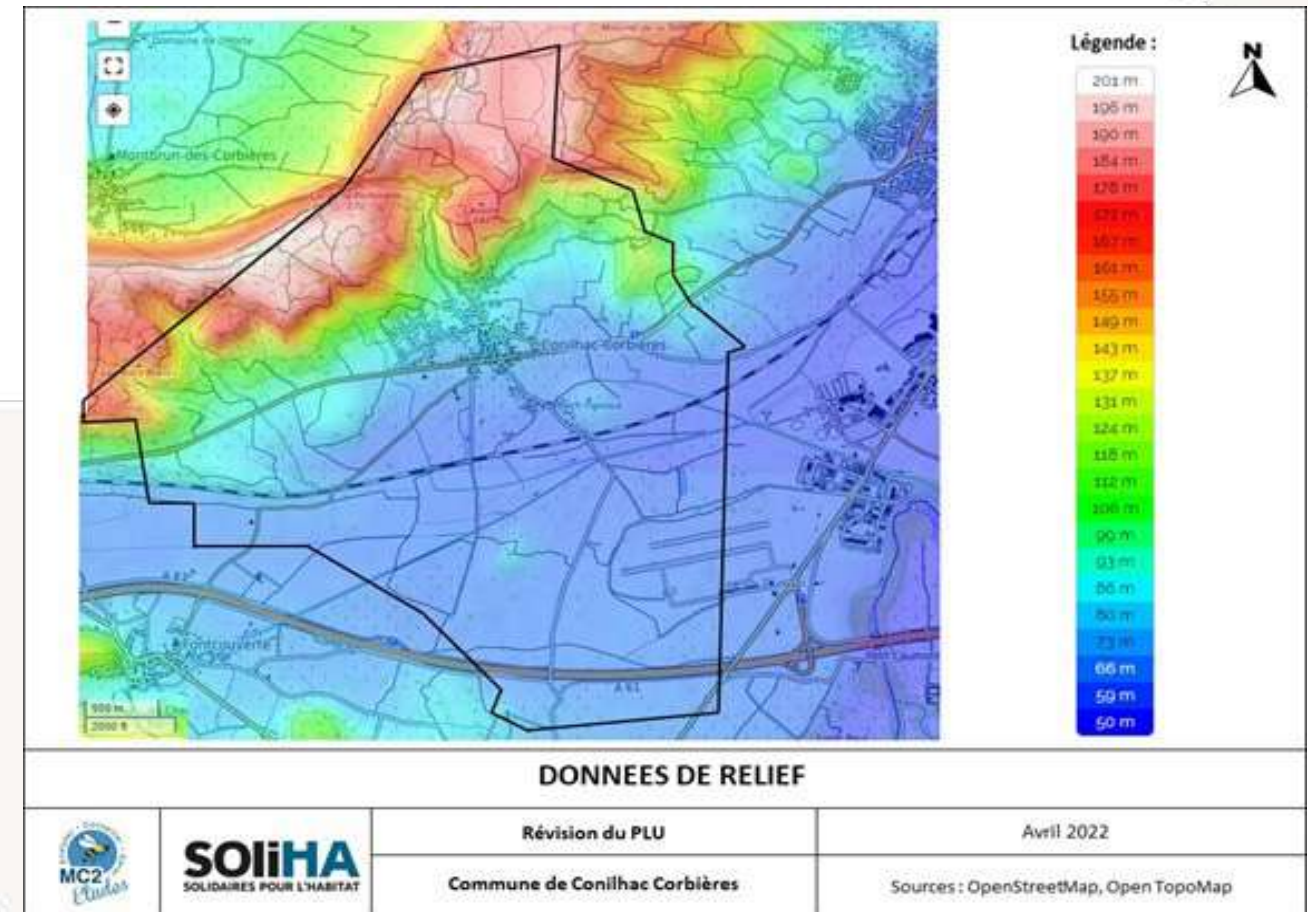 Légende :
N
201 m
196 m
190 m
184 m
178 m
172 m
167 m
161 m
155 m
149 m
143 m
137 m
131 m
124 m
118 m
112 m
106 m
99 m
93 m
86 m
80 m
73 m
66 m
59 m
50 m
Montbrun-des-Corbières
Conilhac-Corbières
Fontcouverte
A 61
A 61
500 m
2000 ft
DONNEES DE RELIEF
MC2
Etudes
SOLiHA
SOLIDAIRES POUR L'HABITAT
Révision du PLU
Avril 2022
Commune de Conilhac Corbières
Sources : OpenStreetMap, Open TopoMap